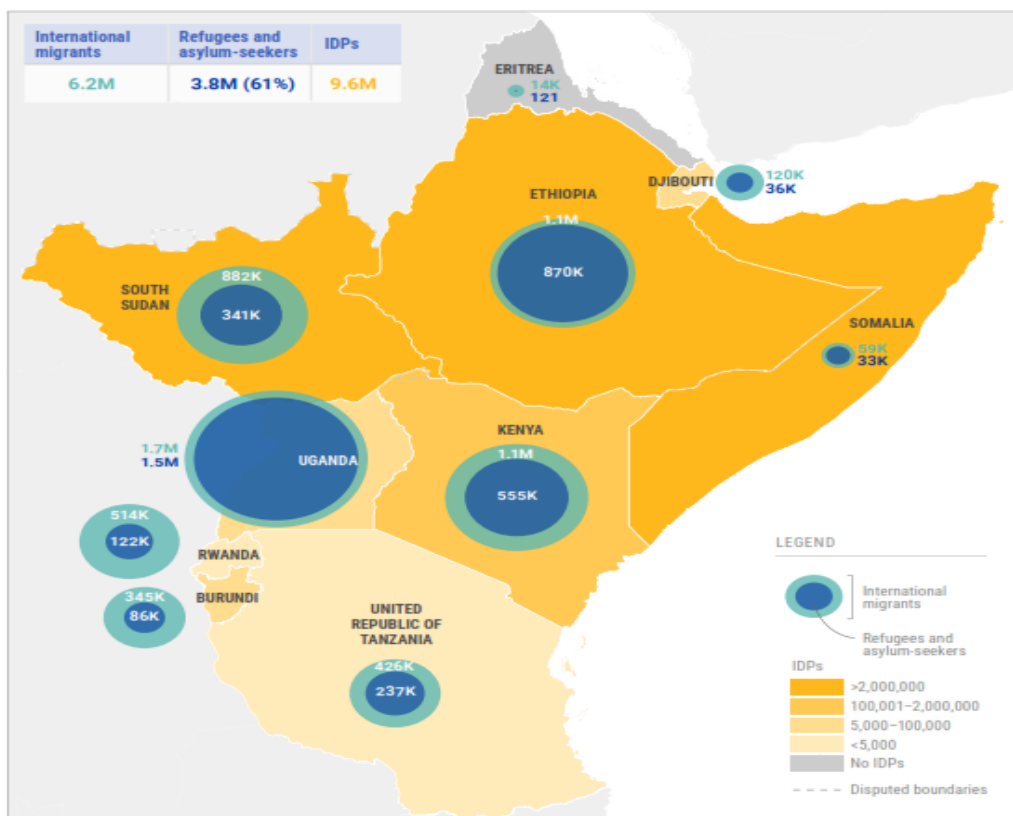 International
migrants
Refugees and
asylum-seekers
IDPs
6.2M
3.8M (61%)
9.6M
ERITREA
14K
121
DJIBOUTI
120K
36K
ETHIOPIA
1.1M
870K
SOUTH
SUDAN
882K
341K
SOMALIA
59K
33K
1.7M
1.5M
UGANDA
KENYA
1.1M
555K
514K
122K
RWANDA
345K
86K
BURUNDI
UNITED
REPUBLIC OF
TANZANIA
426K
237K
LEGEND
International
migrants
Refugees and
asylum-seekers
IDPs
>2,000,000
100,001–2,000,000
5,000–100,000
<5,000
No IDPs
Disputed boundaries